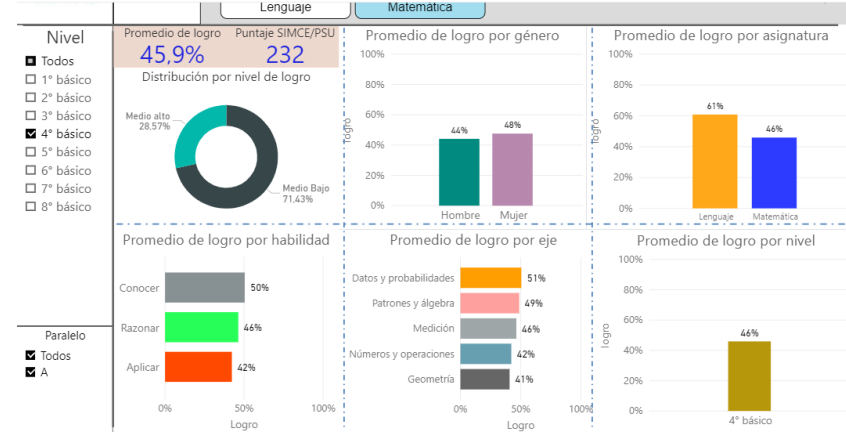 Lenguaje
Matemática
Nivel
Todos
1° básico
2° básico
3° básico
4° básico
5° básico
6° básico
7° básico
8° básico
Paralelo
Todos
A
Promedio de logro
45,9%
Puntaje SIMCE/PSU
232
Distribución por nivel de logro
Medio alto
28.57%
Medio Bajo
71.43%
Promedio de logro por género
100%
80%
60%
40%
20%
0%
logro
44%
48%
Hombre
Mujer
Promedio de logro por asignatura
100%
80%
60%
40%
20%
0%
logro
61%
46%
Lenguaje
Matemática
Promedio de logro por habilidad
Conocer
50%
Razonar
46%
Aplicar
42%
0%
50%
100%
Logro
Promedio de logro por eje
Datos y probabilidades
51%
Patrones y álgebra
49%
Medición
46%
Números y operaciones
42%
Geometría
41%
0%
50%
100%
Logro
Promedio de logro por nivel
100%
80%
60%
40%
20%
0%
logro
46%
4° básico